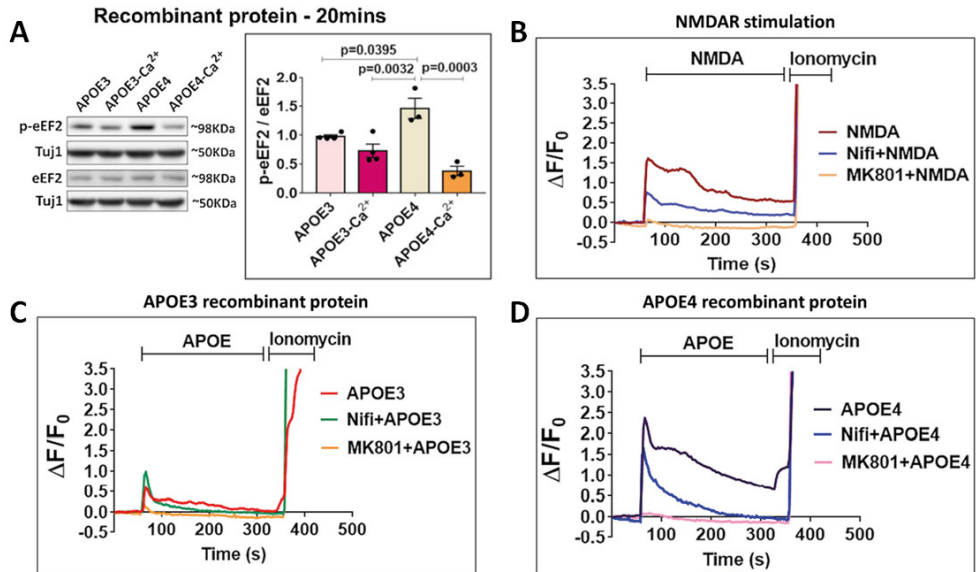 Recombinant protein - 20mins
A
APOE3
APOE3-Ca²⁺
APOE4
APOE4-Ca²⁺
p-eEF2 ~98KDa
Tuj1 ~50KDa
eEF2 ~98KDa
Tuj1 ~50KDa
p=0.0395
p=0.0032 p=0.0003
p-eEF2 / eEF2
2.0
1.5
1.0
0.5
0.0
APOE3
APOE3-Ca²⁺
APOE4
APOE4-Ca²⁺
B
NMDAR stimulation
NMDA
Ionomycin
ΔF/F₀
3.5
3.0
2.5
2.0
1.5
1.0
0.5
0.0
-0.5
100 200 300 400 500
Time (s)
NMDA
Nifi+NMDA
MK801+NMDA
C
APOE3 recombinant protein
APOE
Ionomycin
ΔF/F₀
3.5
3.0
2.5
2.0
1.5
1.0
0.5
0.0
-0.5
100 200 300 400 500
Time (s)
APOE3
Nifi+APOE3
MK801+APOE3
D
APOE4 recombinant protein
APOE
Ionomycin
ΔF/F₀
3.5
3.0
2.5
2.0
1.5
1.0
0.5
0.0
-0.5
100 200 300 400 500
Time (s)
APOE4
Nifi+APOE4
MK801+APOE4